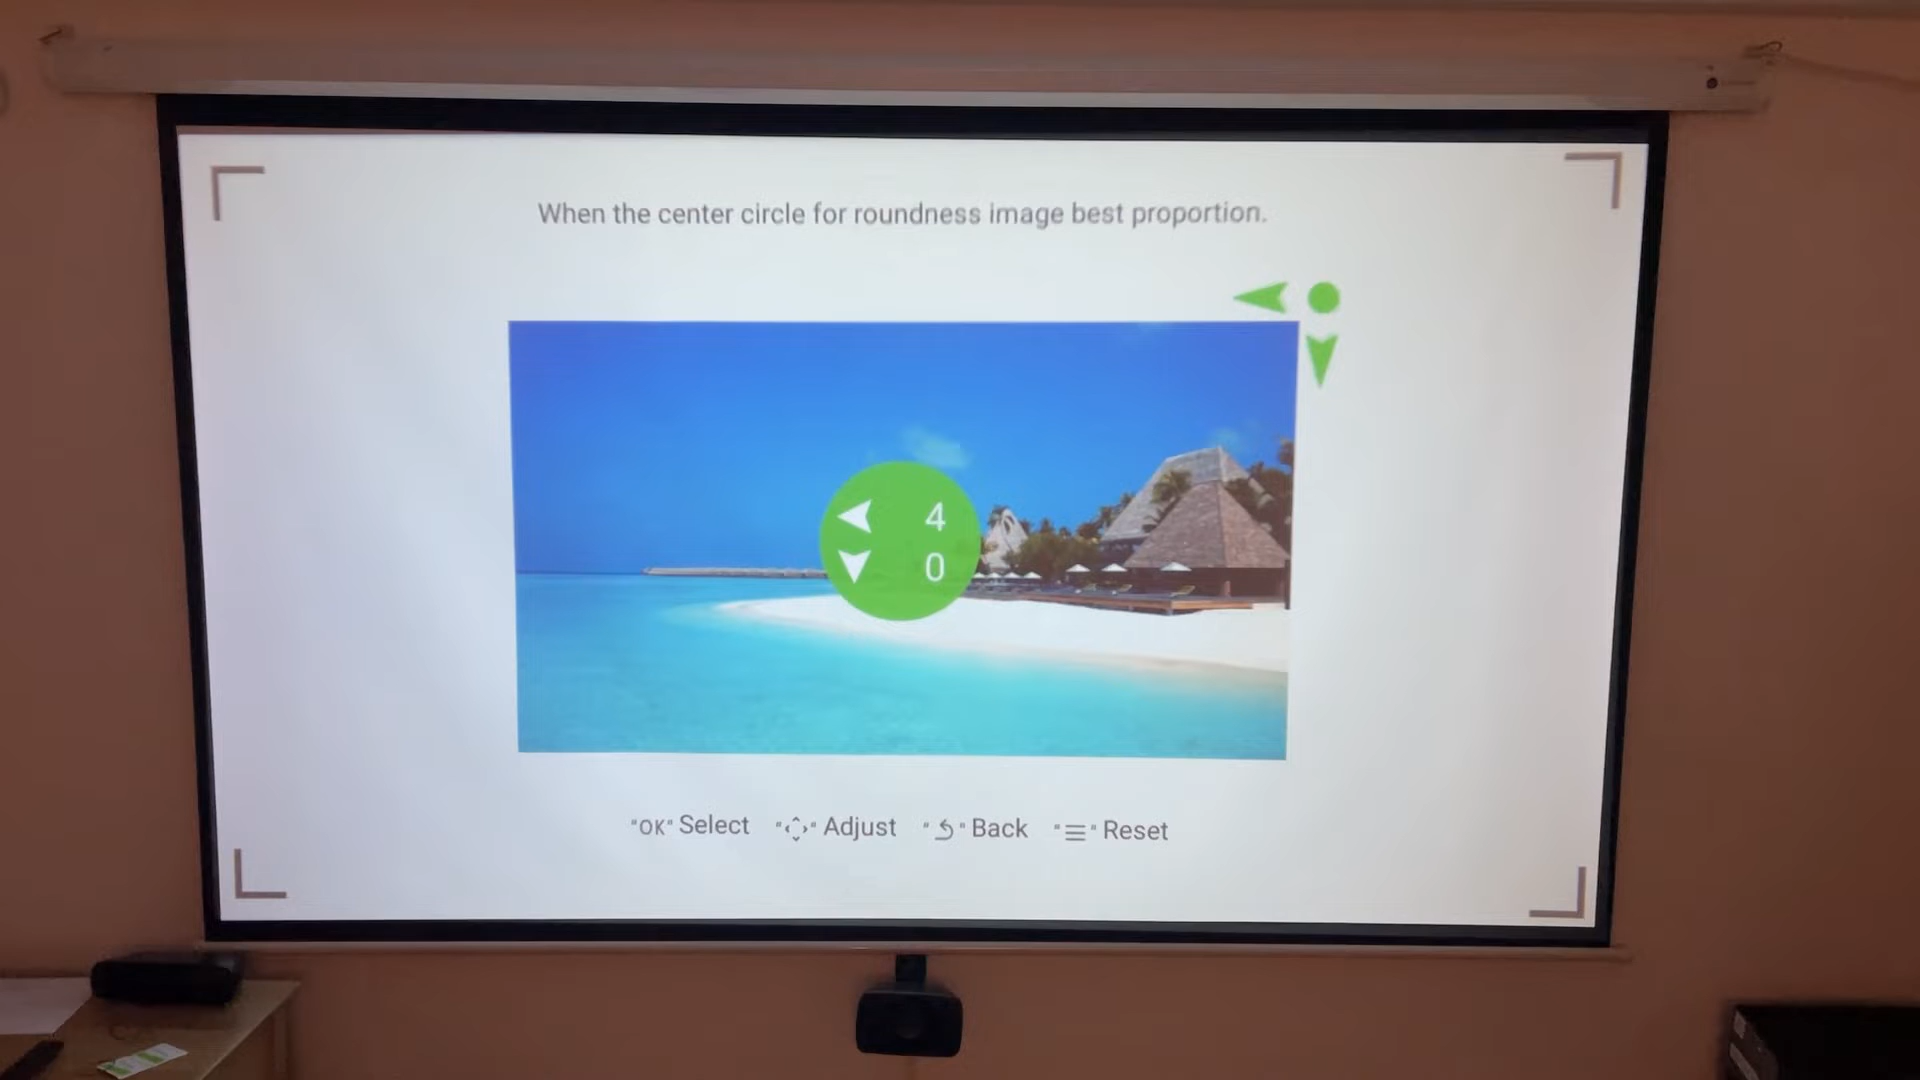 When the center circle for roundness image best proportion.
4
0
"OK" Select " " Adjust " " Back "☰" Reset